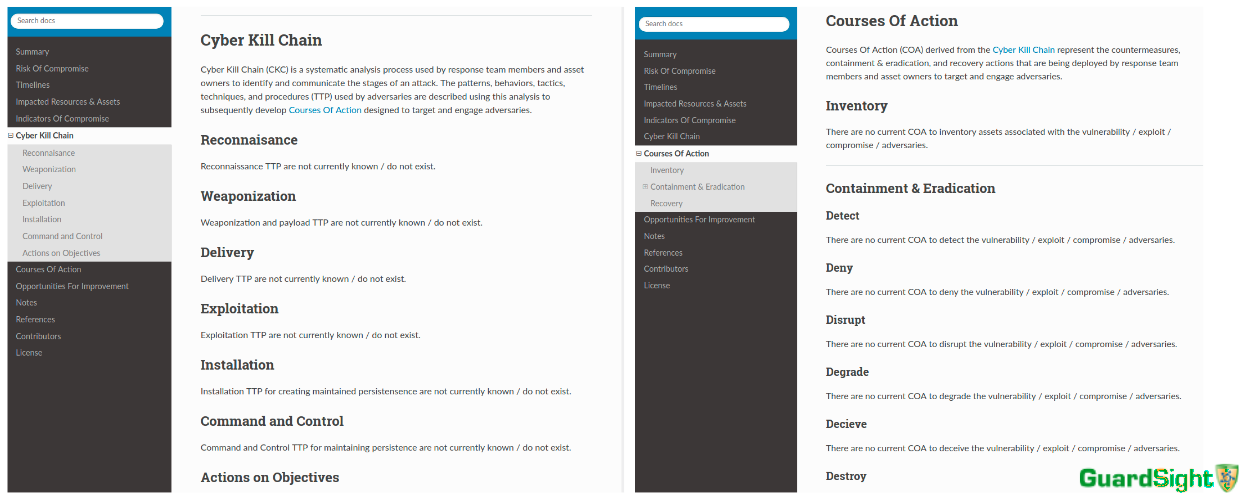 Search docs
Summary
Risk Of Compromise
Timelines
Impacted Resources & Assets
Indicators Of Compromise
Cyber Kill Chain
Reconnaisance
Weaponization
Delivery
Exploitation
Installation
Command and Control
Actions on Objectives
Courses Of Action
Opportunities For Improvement
Notes
References
Contributors
License
Cyber Kill Chain
Cyber Kill Chain (CKC) is a systematic analysis process used by response team members and asset
owners to identify and communicate the stages of an attack. The patterns, behaviors, tactics,
techniques, and procedures (TTP) used by adversaries are described using this analysis to
subsequently develop Courses Of Action designed to target and engage adversaries.
Reconnaisance
Reconnaissance TTP are not currently known / do not exist.
Weaponization
Weaponization and payload TTP are not currently known / do not exist.
Delivery
Delivery TTP are not currently known / do not exist.
Exploitation
Exploitation TTP are not currently known / do not exist.
Installation
Installation TTP for creating maintained persistensence are not currently known / do not exist.
Command and Control
Command and Control TTP for maintaining persistence are not currently known / do not exist.
Actions on Objectives
Search docs
Summary
Risk Of Compromise
Timelines
Impacted Resources & Assets
Indicators Of Compromise
Cyber Kill Chain
Courses Of Action
Inventory
Containment & Eradication
Recovery
Opportunities For Improvement
Notes
References
Contributors
License
Courses Of Action
Courses Of Action (COA) derived from the Cyber Kill Chain represent the countermeasures,
containment & eradication, and recovery actions that are being deployed by response team
members and asset owners to target and engage adversaries.
Inventory
There are no current COA to inventory assets associated with the vulnerability / exploit /
compromise / adversaries.
Containment & Eradication
Detect
There are no current COA to detect the vulnerability / exploit / compromise / adversaries.
Deny
There are no current COA to deny the vulnerability / exploit / compromise / adversaries.
Disrupt
There are no current COA to disrupt the vulnerability / exploit / compromise / adversaries.
Degrade
There are no current COA to degrade the vulnerability / exploit / compromise / adversaries.
Decieve
There are no current COA to deceive the vulnerability / exploit / compromise / adversaries.
Destroy
GuardSight